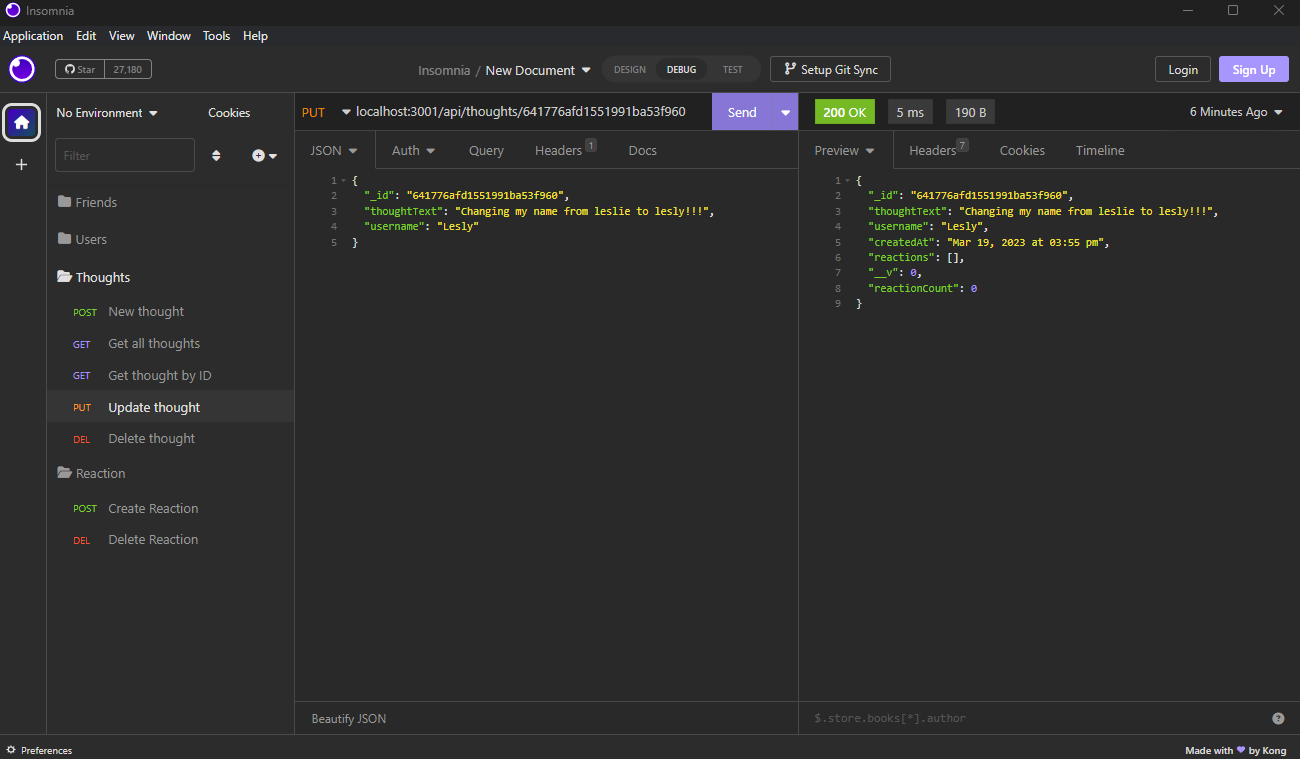 Insomnia
Application Edit View Window Tools Help
Star 27,180
Insomnia / New Document
DESIGN DEBUG TEST
Setup Git Sync
Login Sign Up
No Environment Cookies
Filter
Friends
Users
Thoughts
POST New thought
GET Get all thoughts
GET Get thought by ID
PUT Update thought
DEL Delete thought
Reaction
POST Create Reaction
DEL Delete Reaction
PUT localhost:3001/api/thoughts/641776afd1551991ba53f960 Send
JSON Auth Query Headers 1 Docs
1 {
2 "_id": "641776afd1551991ba53f960",
3 "thoughtText": "Changing my name from leslie to lesly!!!",
4 "username": "Lesly"
5 }
Beautify JSON
200 OK 5 ms 190 B 6 Minutes Ago
Preview Headers 7 Cookies Timeline
1 {
2 "_id": "641776afd1551991ba53f960",
3 "thoughtText": "Changing my name from leslie to lesly!!!",
4 "username": "Lesly",
5 "createdAt": "Mar 19, 2023 at 03:55 pm",
6 "reactions": [],
7 "__v": 0,
8 "reactionCount": 0
9 }
$.store.books[*].author ?
Preferences
Made with 💜 by Kong